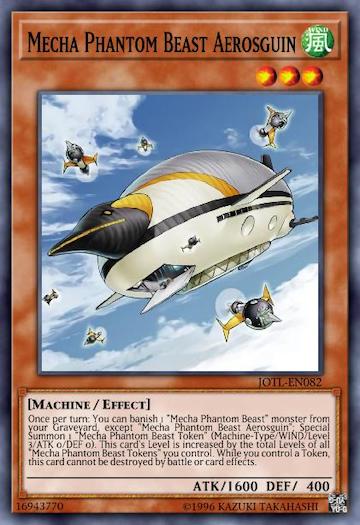 Mecha Phantom Beast Aerosguin
WIND
風
JOTL-EN082
[Machine / Effect]
Once per turn: You can banish 1 "Mecha Phantom Beast" monster from
your Graveyard, except "Mecha Phantom Beast Aerosguin"; Special
Summon 1 "Mecha Phantom Beast Token" (Machine-Type/WIND/Level
3/ATK 0/DEF 0). This card's Level is increased by the total Levels of all
"Mecha Phantom Beast Tokens" you control. While you control a Token,
this card cannot be destroyed by battle or card effects.
ATK/1600 DEF/ 400
16943770
©1996 KAZUKI TAKAHASHI